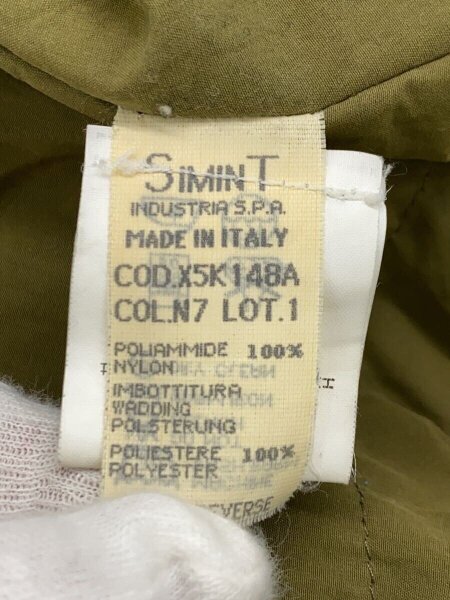 SIMINT
INDUSTRIA S.P.A.
MADE IN ITALY
COD.X5K148A
COL.N7 LOT.1
POLIAMMIDE 100%
NYLON
IMBOTTITURA
WADDING
POLSTERUNG
POLIESTERE 100%
POLYESTER
REVERSE